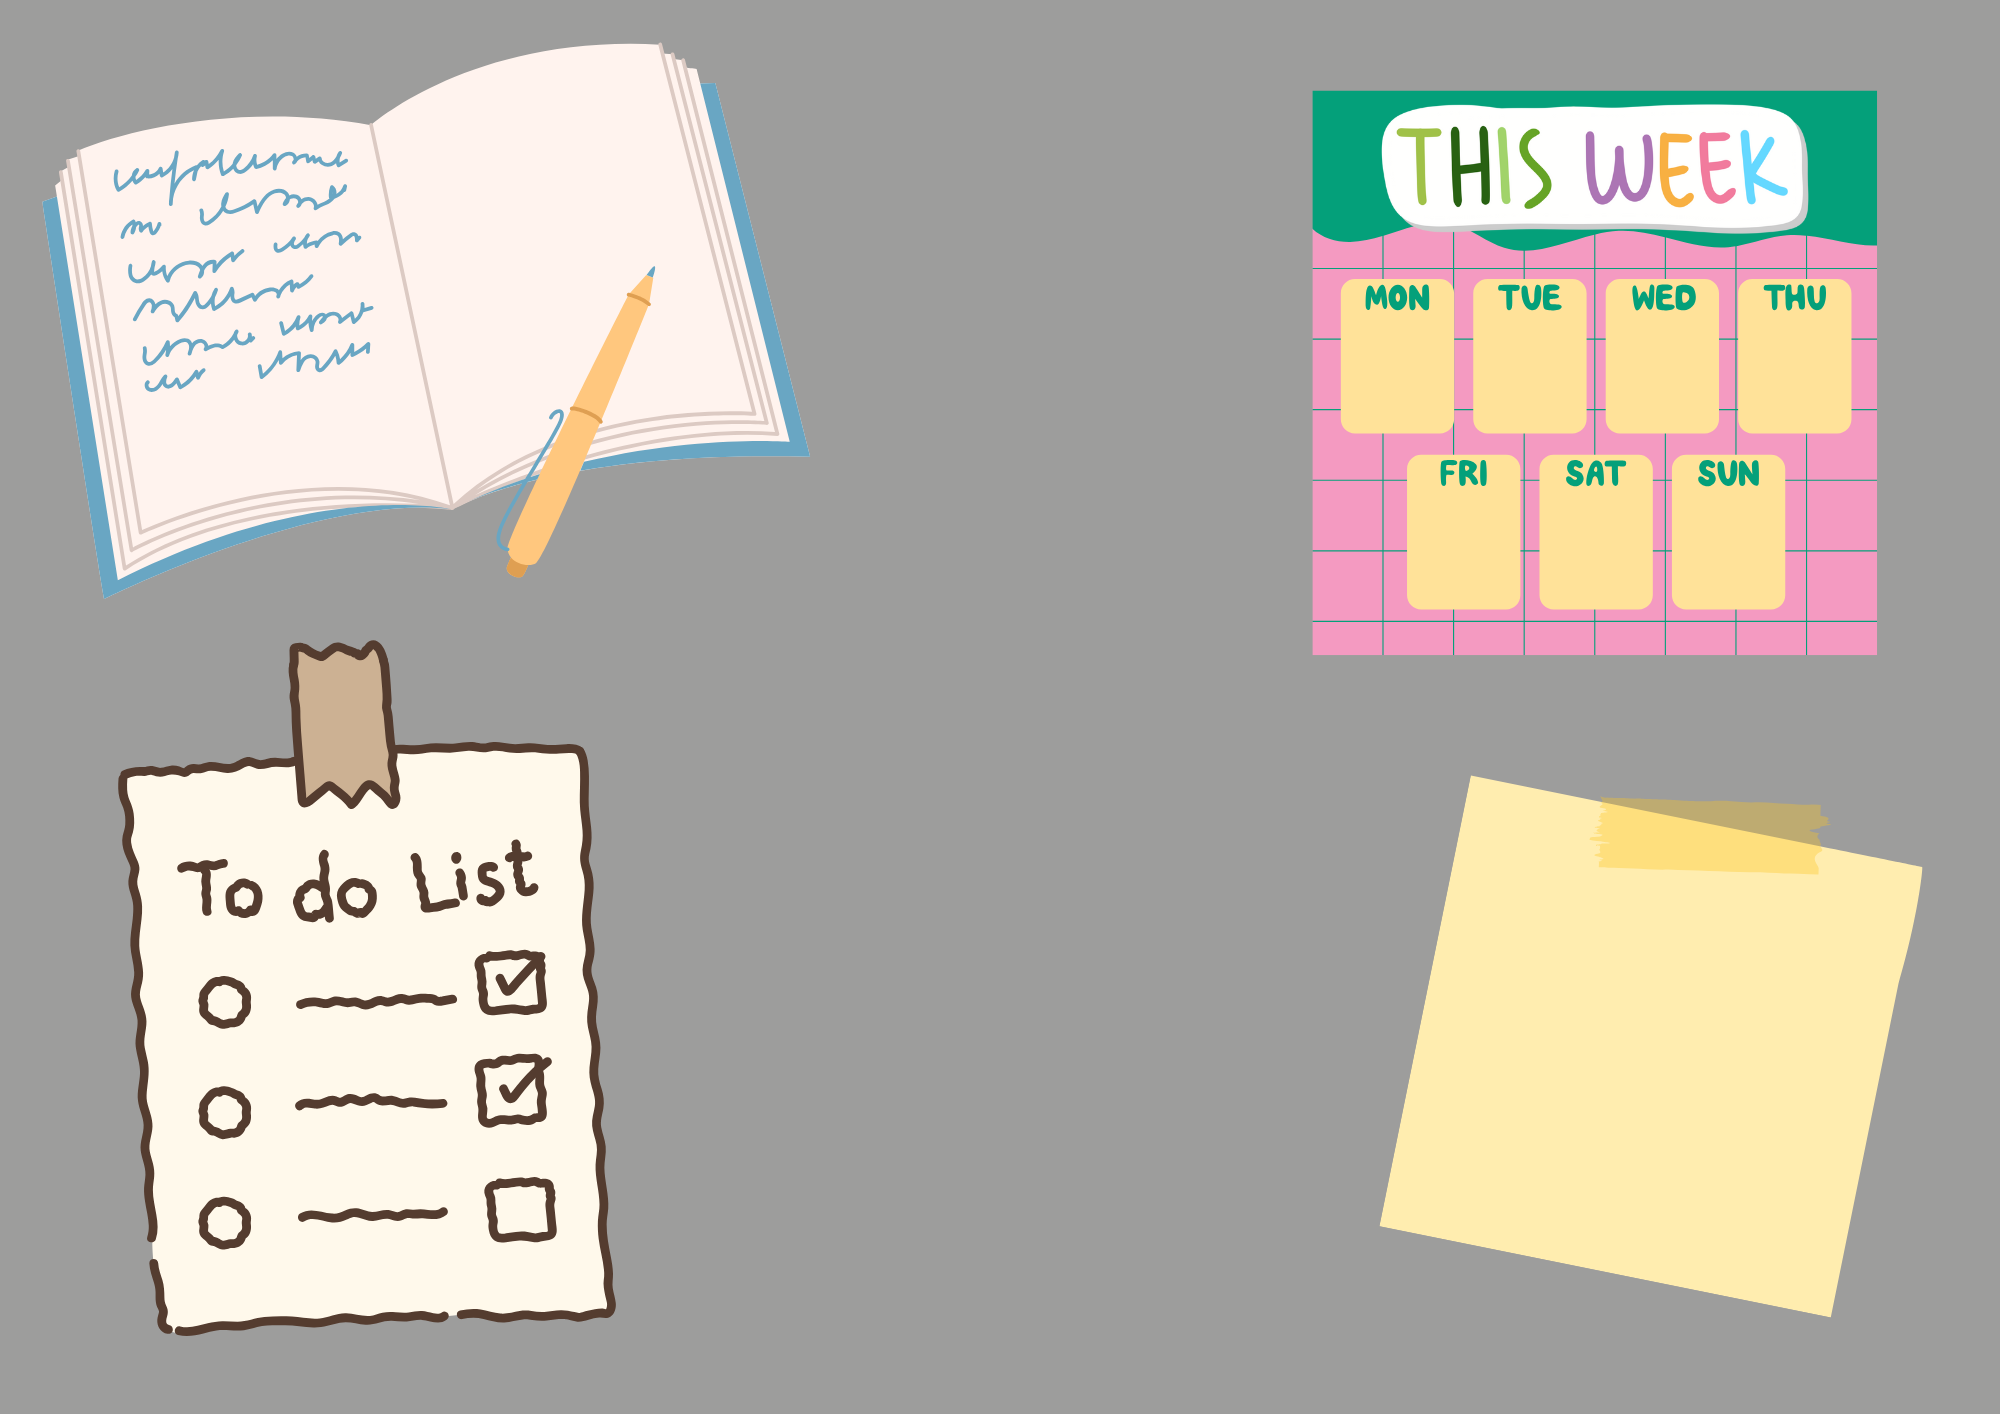 THIS WEEK
MON TUE WED THU
FRI SAT SUN
To do List